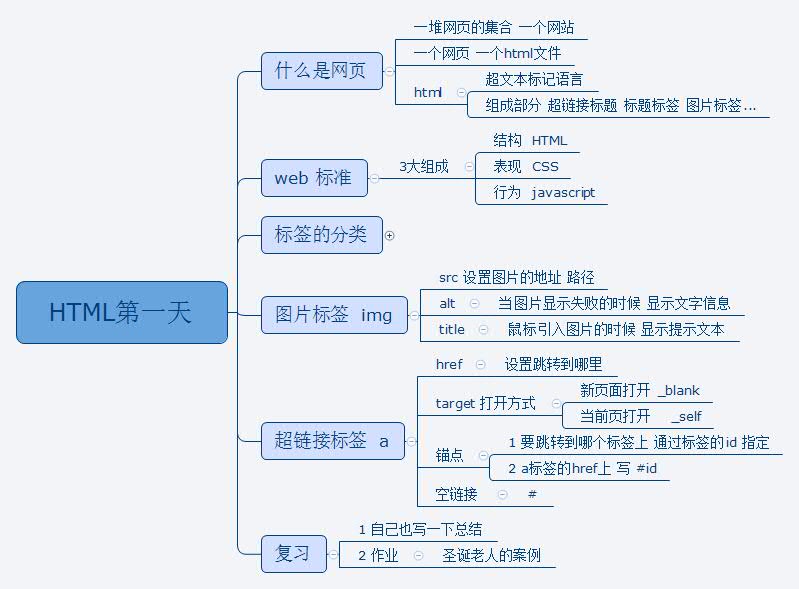 HTML第一天
什么是网页
一堆网页的集合 一个网站
一个网页 一个html文件
html
超文本标记语言
组成部分 超链接标题 标题标签 图片标签...
web 标准
3大组成
结构 HTML
表现 CSS
行为 javascript
标签的分类
图片标签 img
src 设置图片的地址 路径
alt 当图片显示失败的时候 显示文字信息
title 鼠标引入图片的时候 显示提示文本
超链接标签 a
href 设置跳转到哪里
target 打开方式
新页面打开 _blank
当前页打开 _self
锚点
1 要跳转到哪个标签上 通过标签的id 指定
2 a标签的href上 写 #id
空链接 #
复习
1 自己也写一下总结
2 作业 圣诞老人的案例